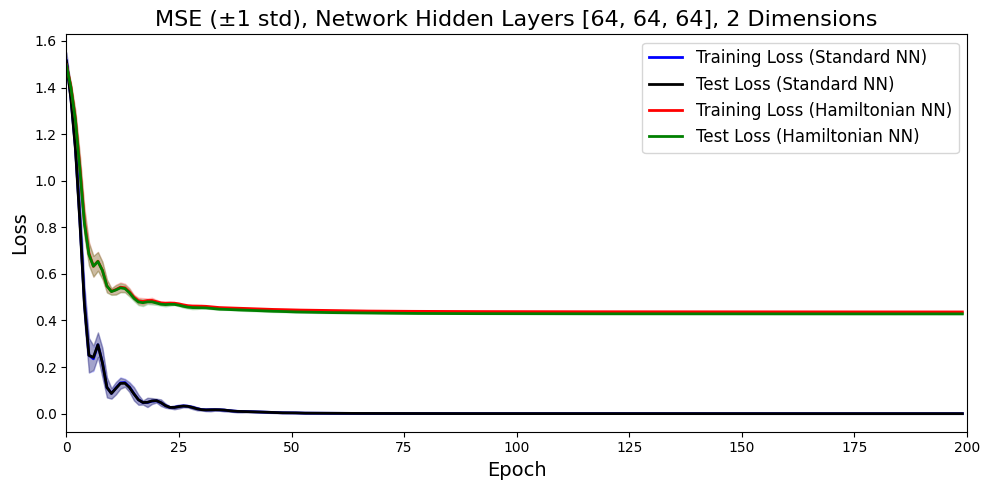 MSE (±1 std), Network Hidden Layers [64, 64, 64], 2 Dimensions
Training Loss (Standard NN)
Test Loss (Standard NN)
Training Loss (Hamiltonian NN)
Test Loss (Hamiltonian NN)
Loss
1.6
1.4
1.2
1.0
0.8
0.6
0.4
0.2
0.0
0 25 50 75 100 125 150 175 200
Epoch